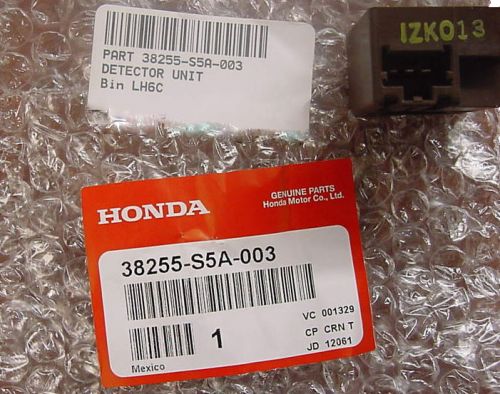 PART 38255-S5A-003
DETECTOR UNIT
Bin LH6C
IZK013
HONDA
GENUINE PARTS
Honda Motor Co., Ltd.
38255-S5A-003
1
VC 001329
CP CRN T
JD 12061
Mexico